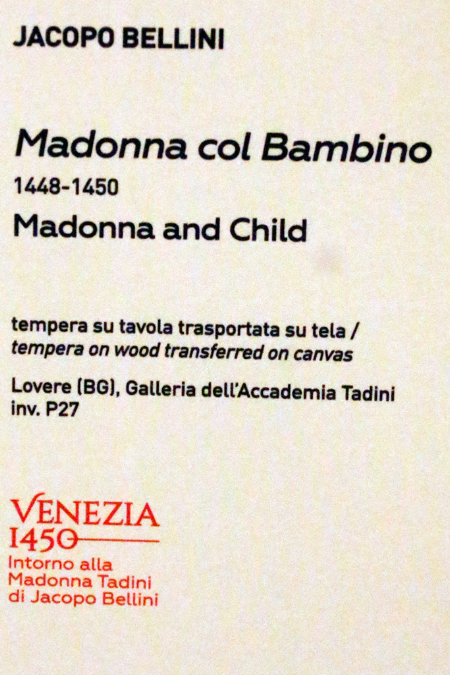 JACOPO BELLINI
Madonna col Bambino
1448-1450
Madonna and Child
tempera su tavola trasportata su tela /
tempera on wood transferred on canvas
Lovere (BG), Galleria dell'Accademia Tadini
inv. P27
VENEZIA
1450
Intorno alla
Madonna Tadini
di Jacopo Bellini